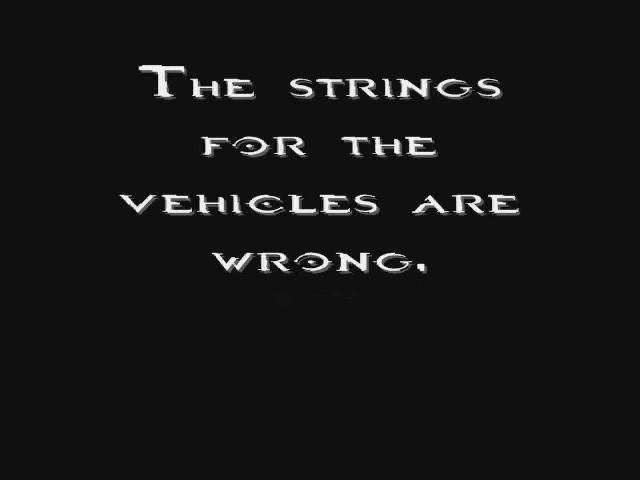 The strings
for the
vehicles are
wrong.